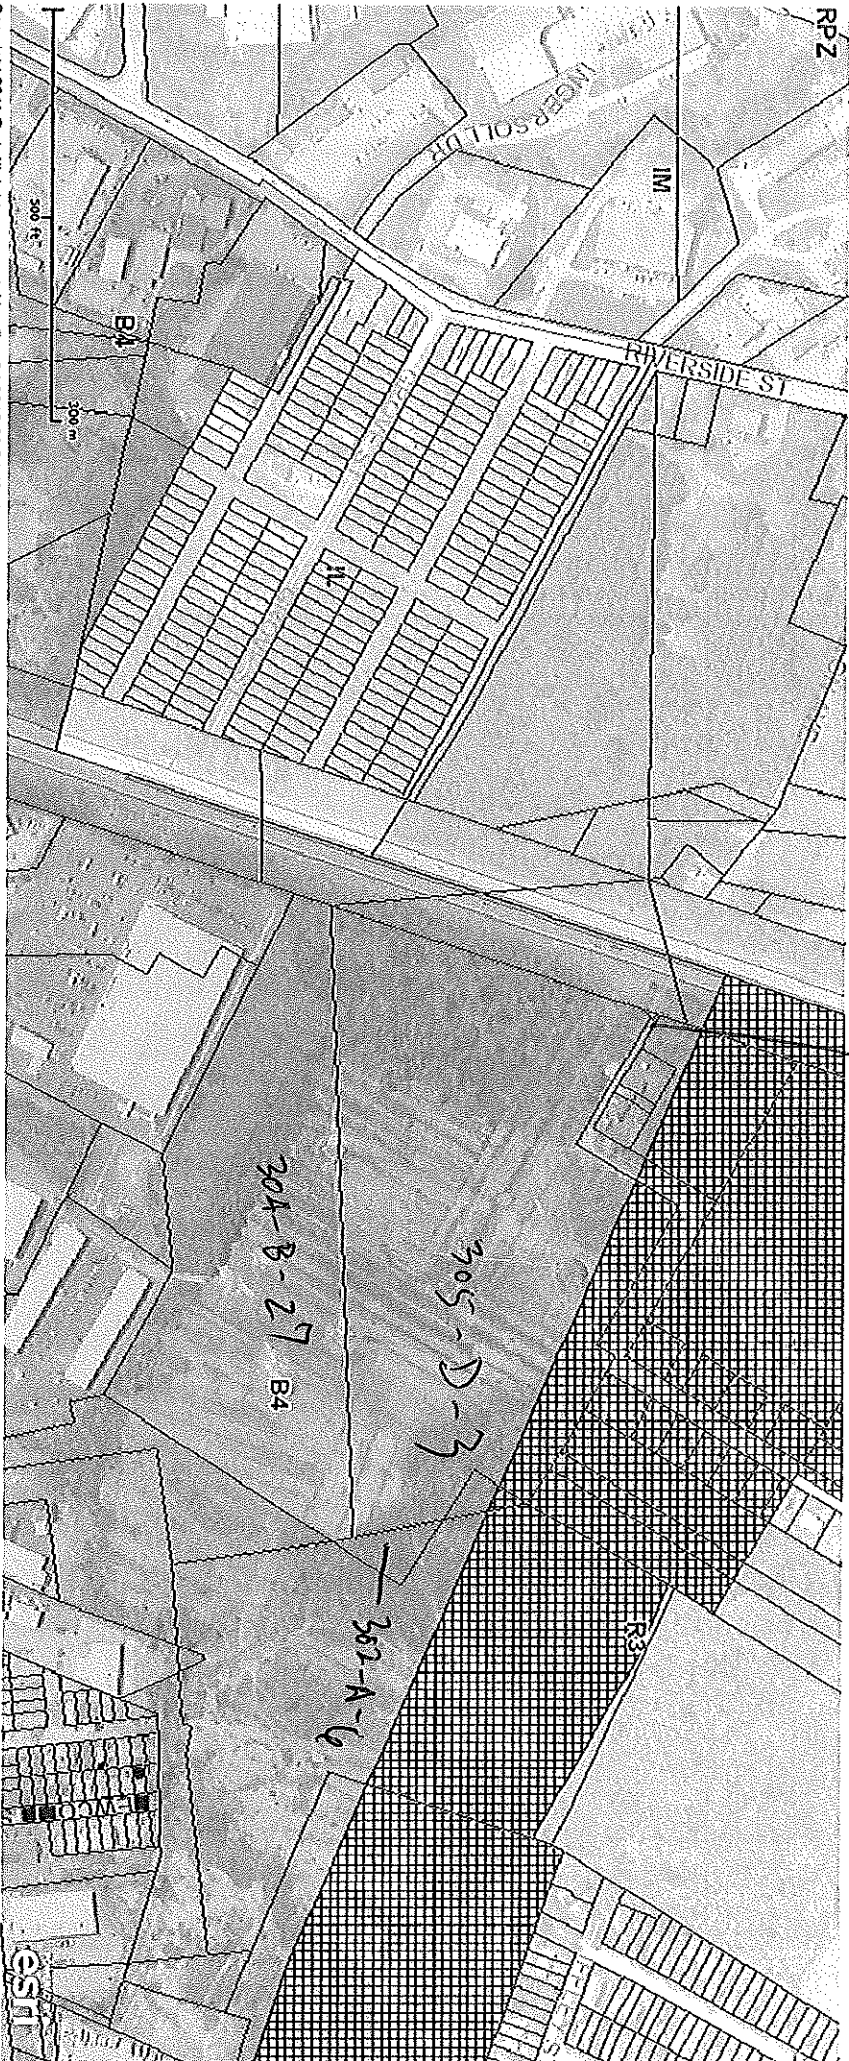 RPZ
INGERSOLL DR
IM
RIVERSIDE ST
500 ft
300 m
B4
IL
304-B-27
305-D-3
B4
302-A-6
R3
esri